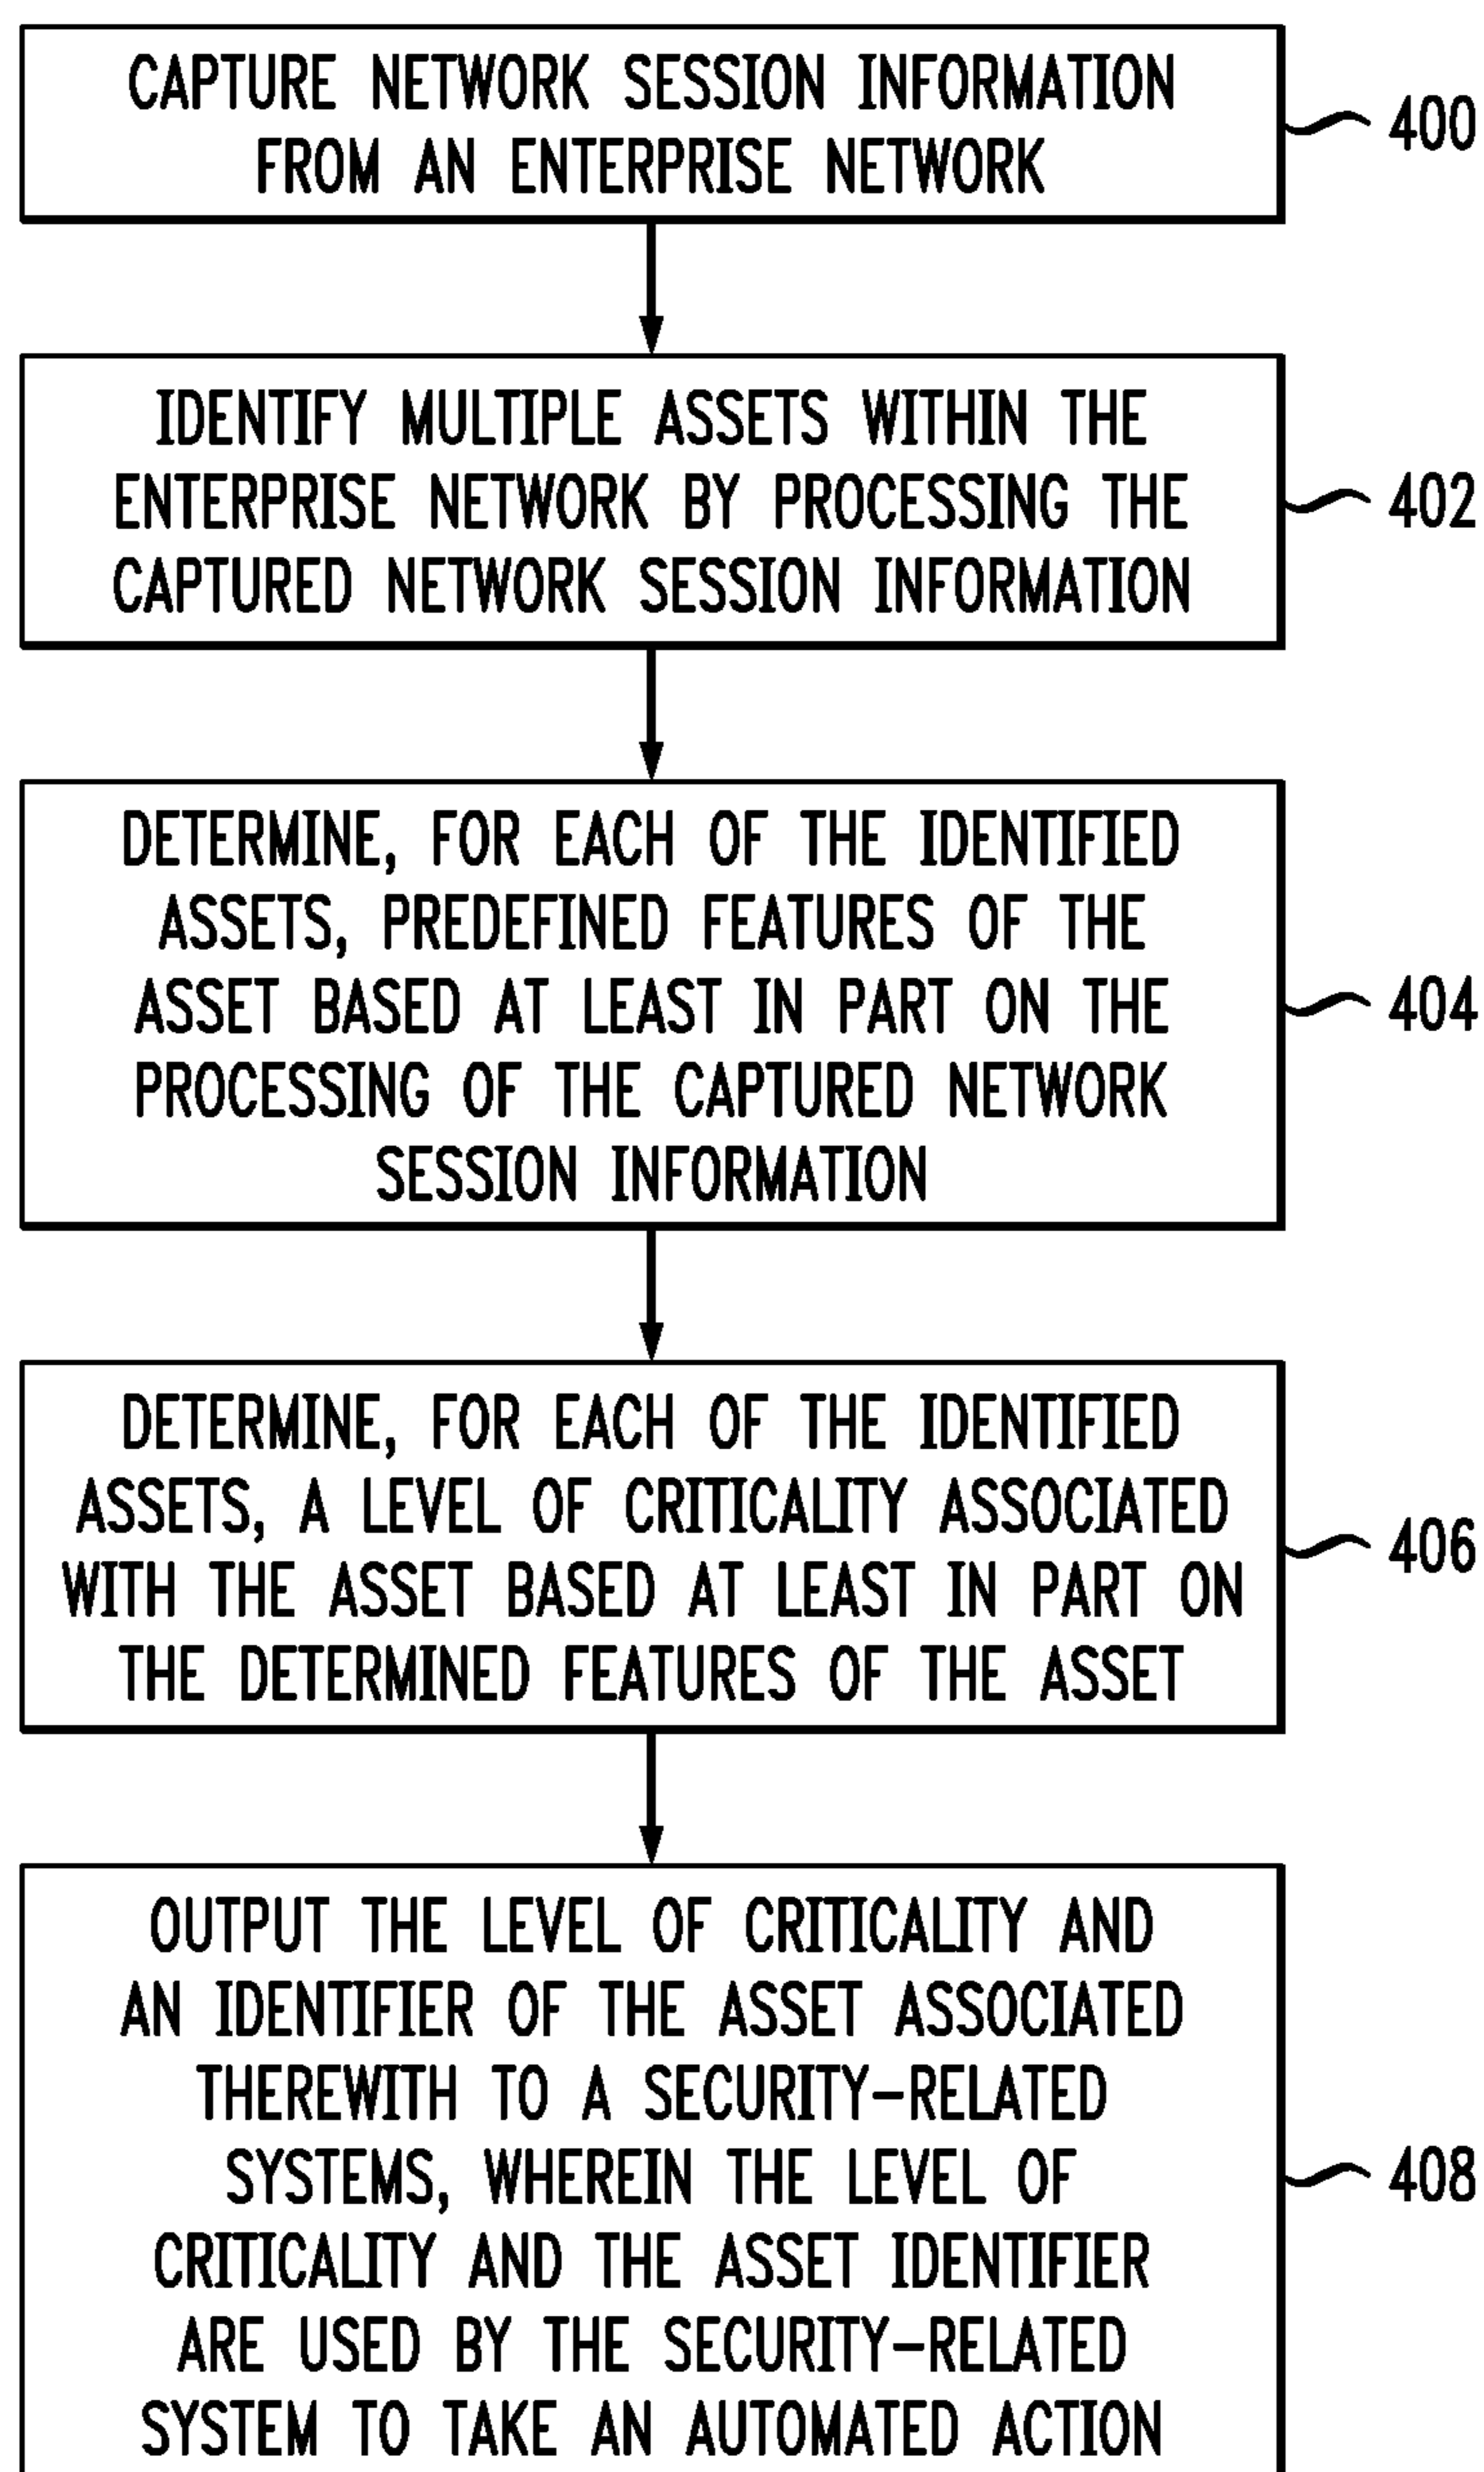 CAPTURE NETWORK SESSION INFORMATION
FROM AN ENTERPRISE NETWORK
400
IDENTIFY MULTIPLE ASSETS WITHIN THE
ENTERPRISE NETWORK BY PROCESSING THE
CAPTURED NETWORK SESSION INFORMATION
402
DETERMINE, FOR EACH OF THE IDENTIFIED
ASSETS, PREDEFINED FEATURES OF THE
ASSET BASED AT LEAST IN PART ON THE
PROCESSING OF THE CAPTURED NETWORK
SESSION INFORMATION
404
DETERMINE, FOR EACH OF THE IDENTIFIED
ASSETS, A LEVEL OF CRITICALITY ASSOCIATED
WITH THE ASSET BASED AT LEAST IN PART ON
THE DETERMINED FEATURES OF THE ASSET
406
OUTPUT THE LEVEL OF CRITICALITY AND
AN IDENTIFIER OF THE ASSET ASSOCIATED
THEREWITH TO A SECURITY-RELATED
SYSTEMS, WHEREIN THE LEVEL OF
CRITICALITY AND THE ASSET IDENTIFIER
ARE USED BY THE SECURITY-RELATED
SYSTEM TO TAKE AN AUTOMATED ACTION
408